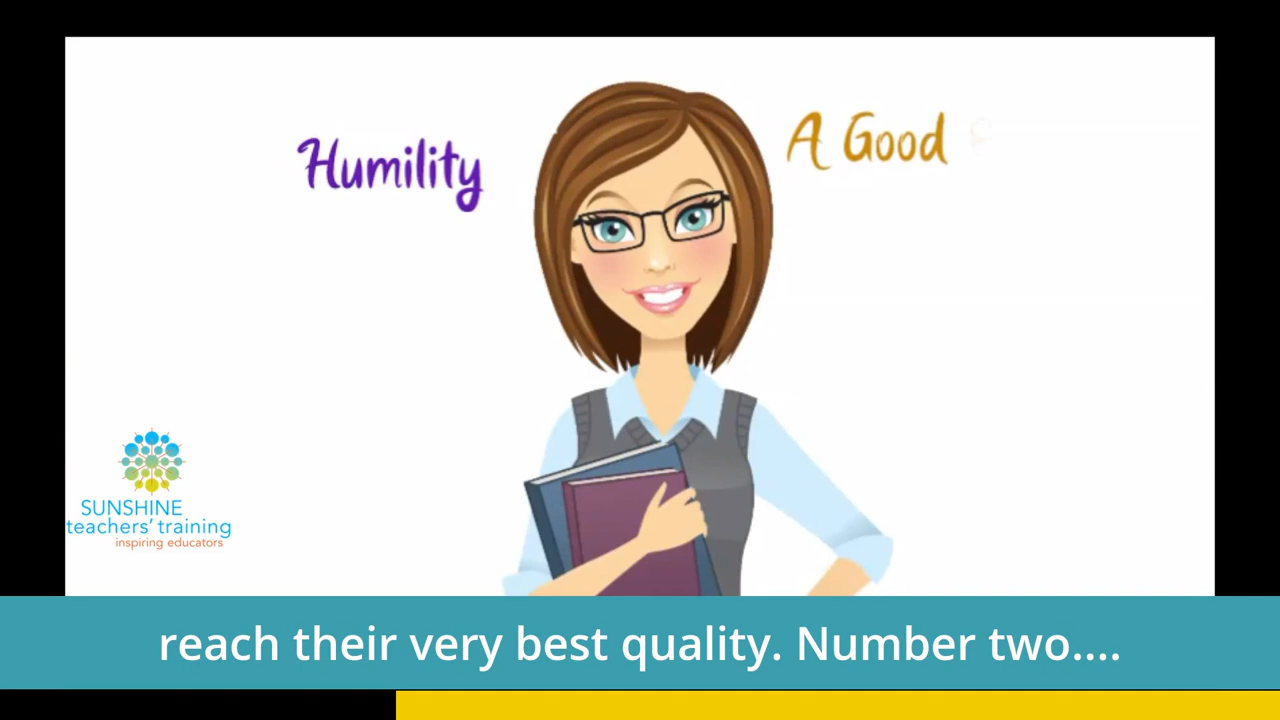 Humility
A Good
SUNSHINE
teachers' training
inspiring educators
reach their very best quality. Number two....